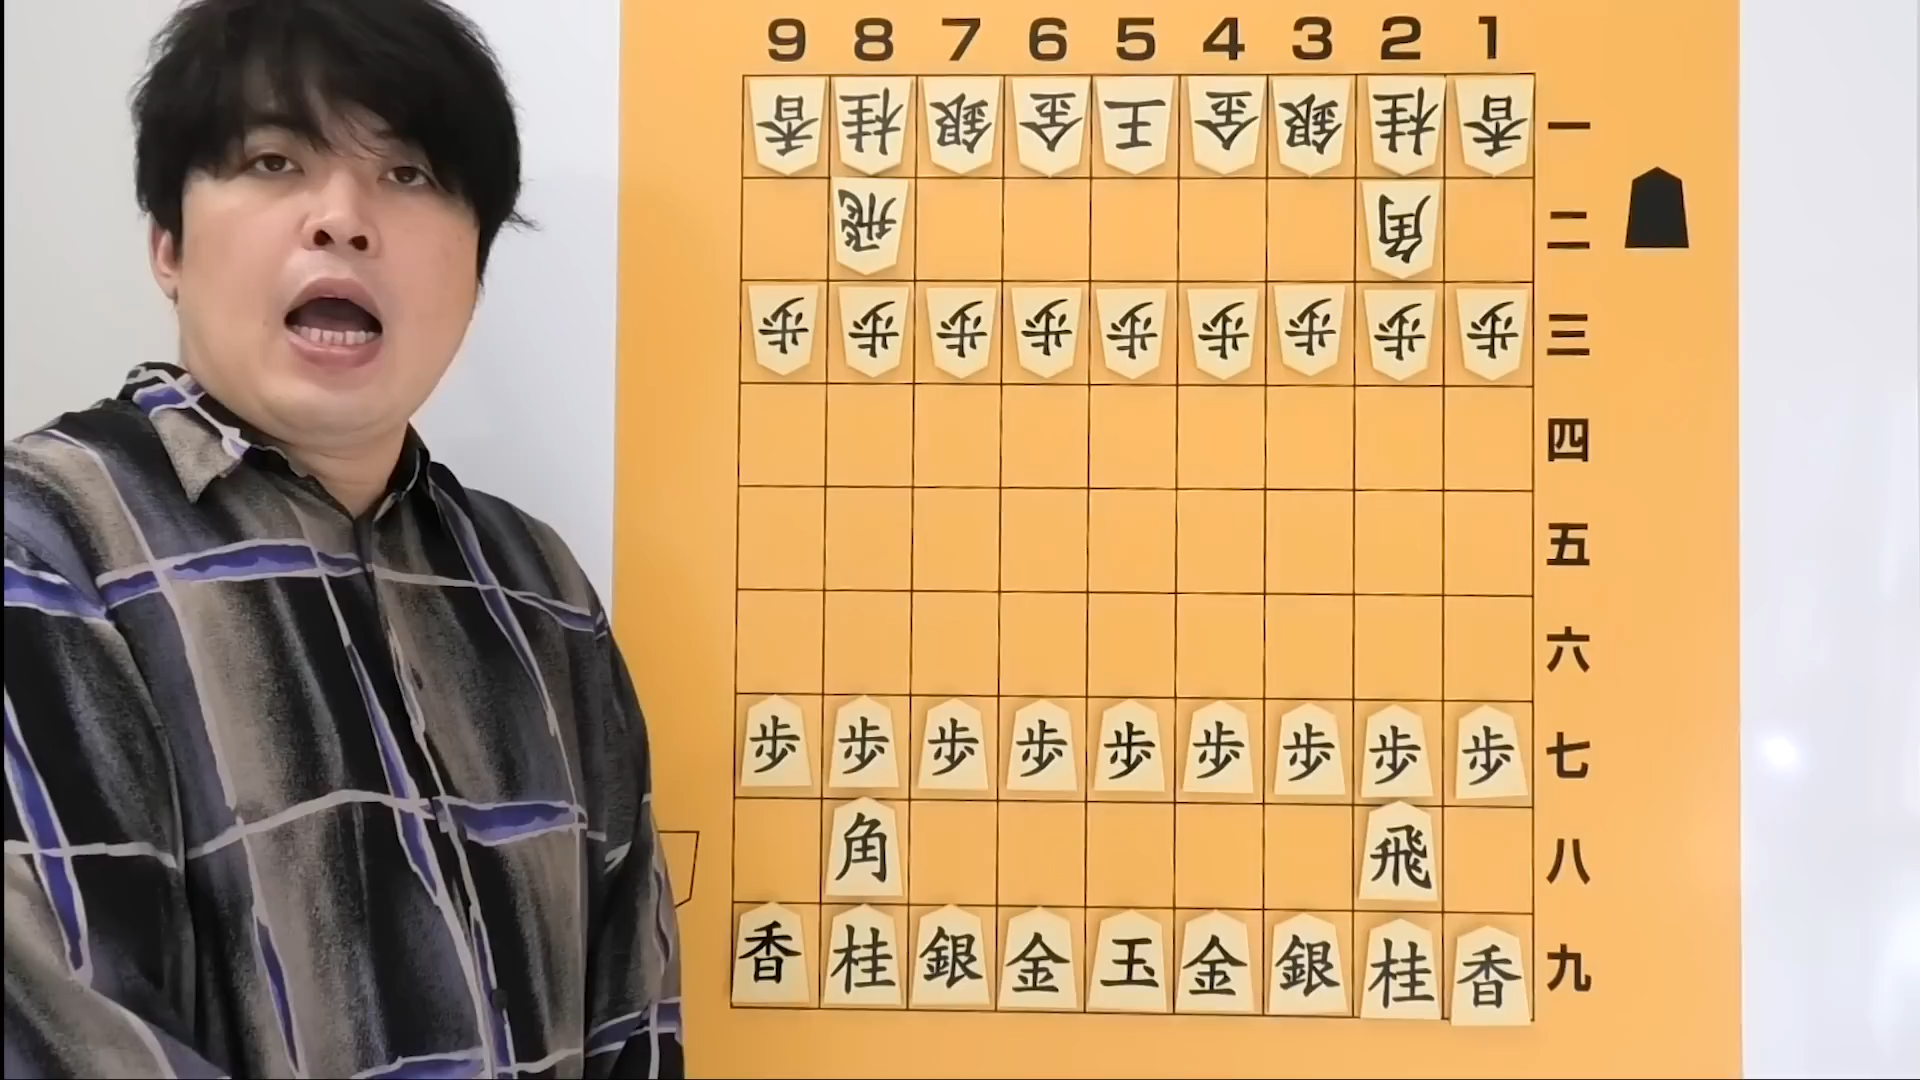 9 8 7 6 5 4 3 2 1
香 桂 銀 金 王 金 銀 桂 香 一
飛 角 二
歩 歩 歩 歩 歩 歩 歩 歩 歩 三
四
五
六
歩 歩 歩 歩 歩 歩 歩 歩 歩 七
角 飛 八
香 桂 銀 金 玉 金 銀 桂 香 九